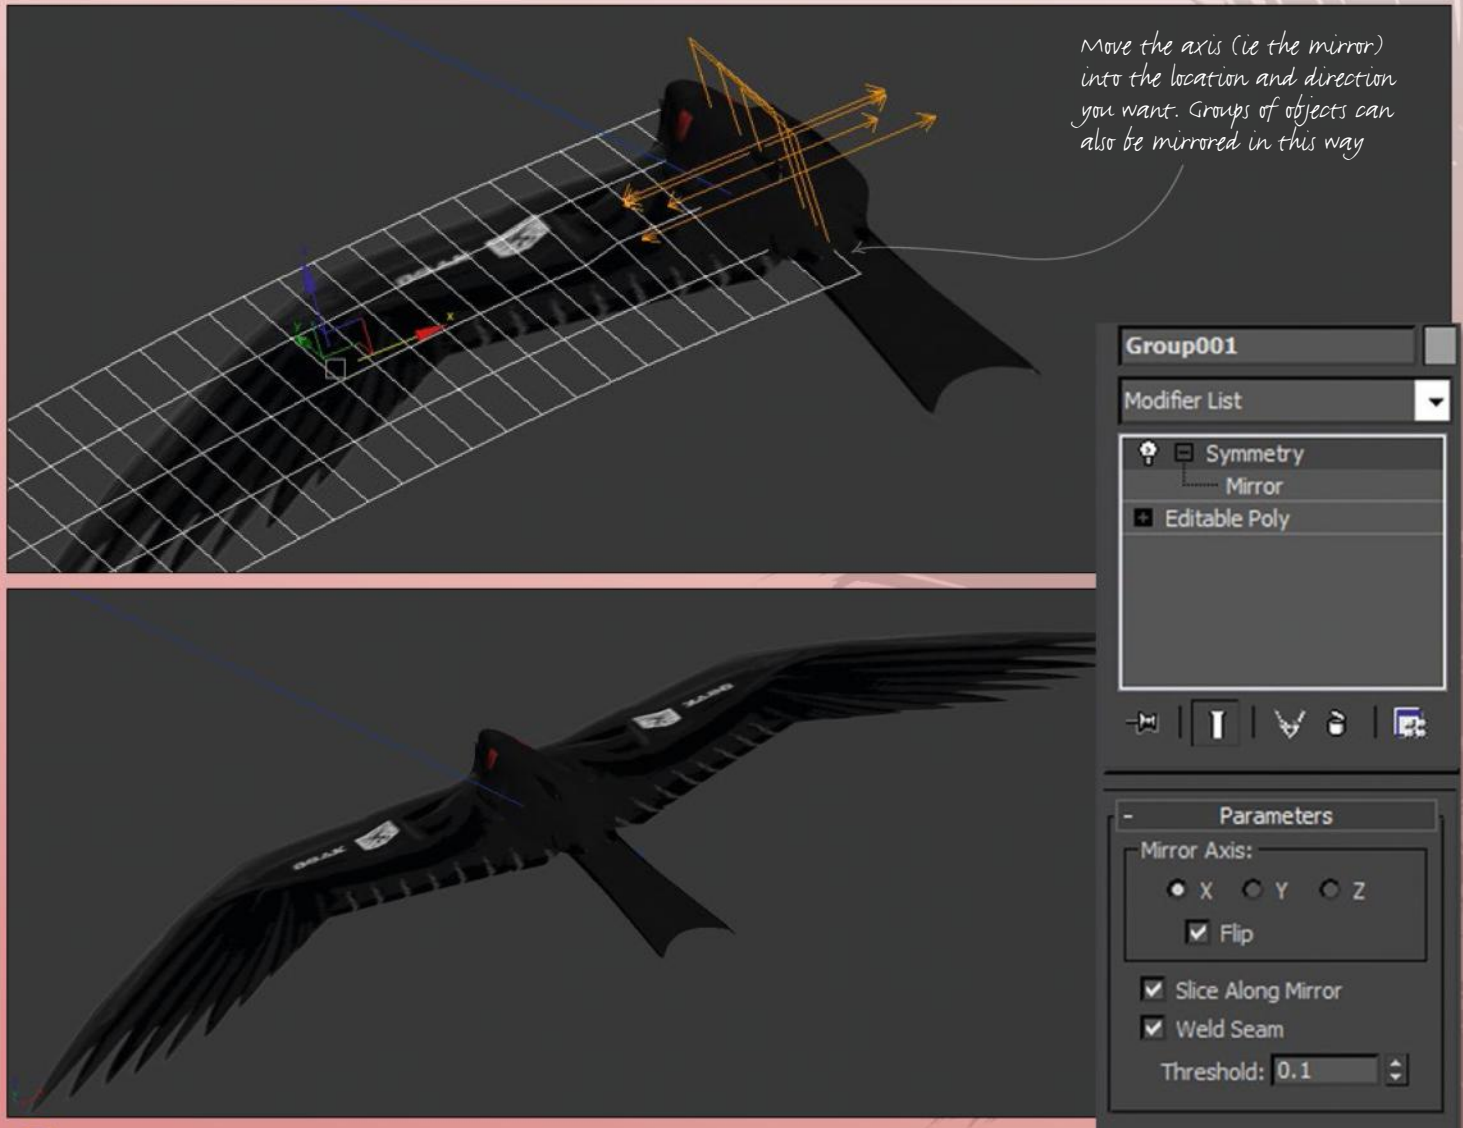 Move the axis (ie the mirror)
into the location and direction
you want. Groups of objects can
also be mirrored in this way
x
y
Group001
Modifier List
Symmetry
Mirror
Editable Poly
Parameters
Mirror Axis:
X Y Z
Flip
Slice Along Mirror
Weld Seam
Threshold: 0.1